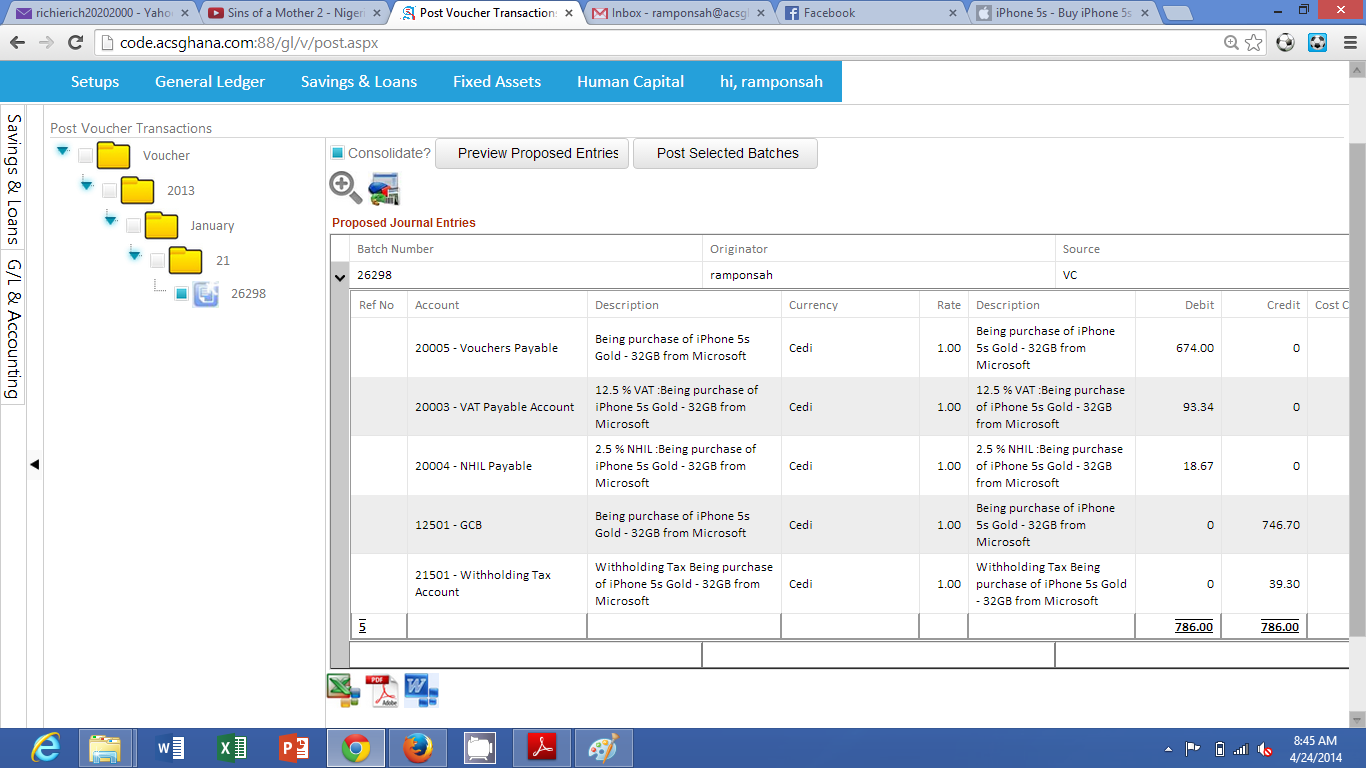 richierich20202000 - Yaho
Sins of a Mother 2 - Nigeri
Post Voucher Transactions
Inbox - ramponsah@acsgh
Facebook
iPhone 5s - Buy iPhone 5s
code.acsghana.com:88/gl/v/post.aspx
Setups
General Ledger
Savings & Loans
Fixed Assets
Human Capital
hi, ramponsah
Savings & Loans
G/L & Accounting
Post Voucher Transactions
Voucher
2013
January
21
26298
Consolidate?
Preview Proposed Entries
Post Selected Batches
Proposed Journal Entries
Batch Number
Originator
Source
26298
ramponsah
VC
Ref No
Account
Description
Currency
Rate
Description
Debit
Credit
Cost C
20005 - Vouchers Payable
Being purchase of iPhone 5s
Gold - 32GB from Microsoft
Cedi
1.00
Being purchase of iPhone
5s Gold - 32GB from
Microsoft
674.00
0
20003 - VAT Payable Account
12.5 % VAT :Being purchase of
iPhone 5s Gold - 32GB from
Microsoft
Cedi
1.00
12.5 % VAT :Being purchase
of iPhone 5s Gold - 32GB
from Microsoft
93.34
0
20004 - NHIL Payable
2.5 % NHIL :Being purchase of
iPhone 5s Gold - 32GB from
Microsoft
Cedi
1.00
2.5 % NHIL :Being purchase
of iPhone 5s Gold - 32GB
from Microsoft
18.67
0
12501 - GCB
Being purchase of iPhone 5s
Gold - 32GB from Microsoft
Cedi
1.00
Being purchase of iPhone
5s Gold - 32GB from
Microsoft
0
746.70
21501 - Withholding Tax
Account
Withholding Tax Being purchase
of iPhone 5s Gold - 32GB from
Microsoft
Cedi
1.00
Withholding Tax Being
purchase of iPhone 5s Gold
- 32GB from Microsoft
0
39.30
5
786.00
786.00
PDF
Adobe
8:45 AM
4/24/2014